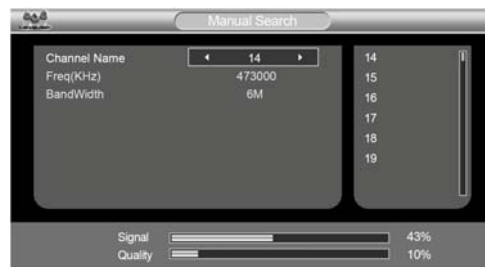 Manual Search
Channel Name 14
Freq(KHz) 473000
BandWidth 6M
14
15
16
17
18
19
Signal 43%
Quality 10%